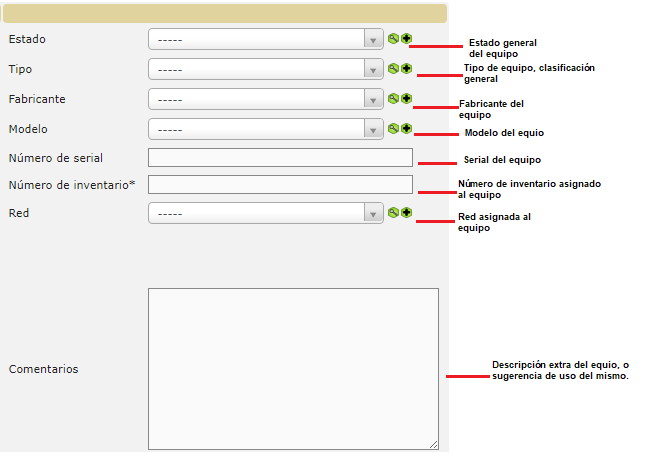 Estado
-----
Estado general
del equipo
Tipo
-----
Tipo de equipo, clasificación
general
Fabricante
-----
Fabricante del
equipo
Modelo
-----
Modelo del equio
Número de serial
Serial del equipo
Número de inventario*
Número de inventario asignado
al equipo
Red
-----
Red asignada al
equipo
Comentarios
Descripción extra del equio, o
sugerencia de uso del mismo.